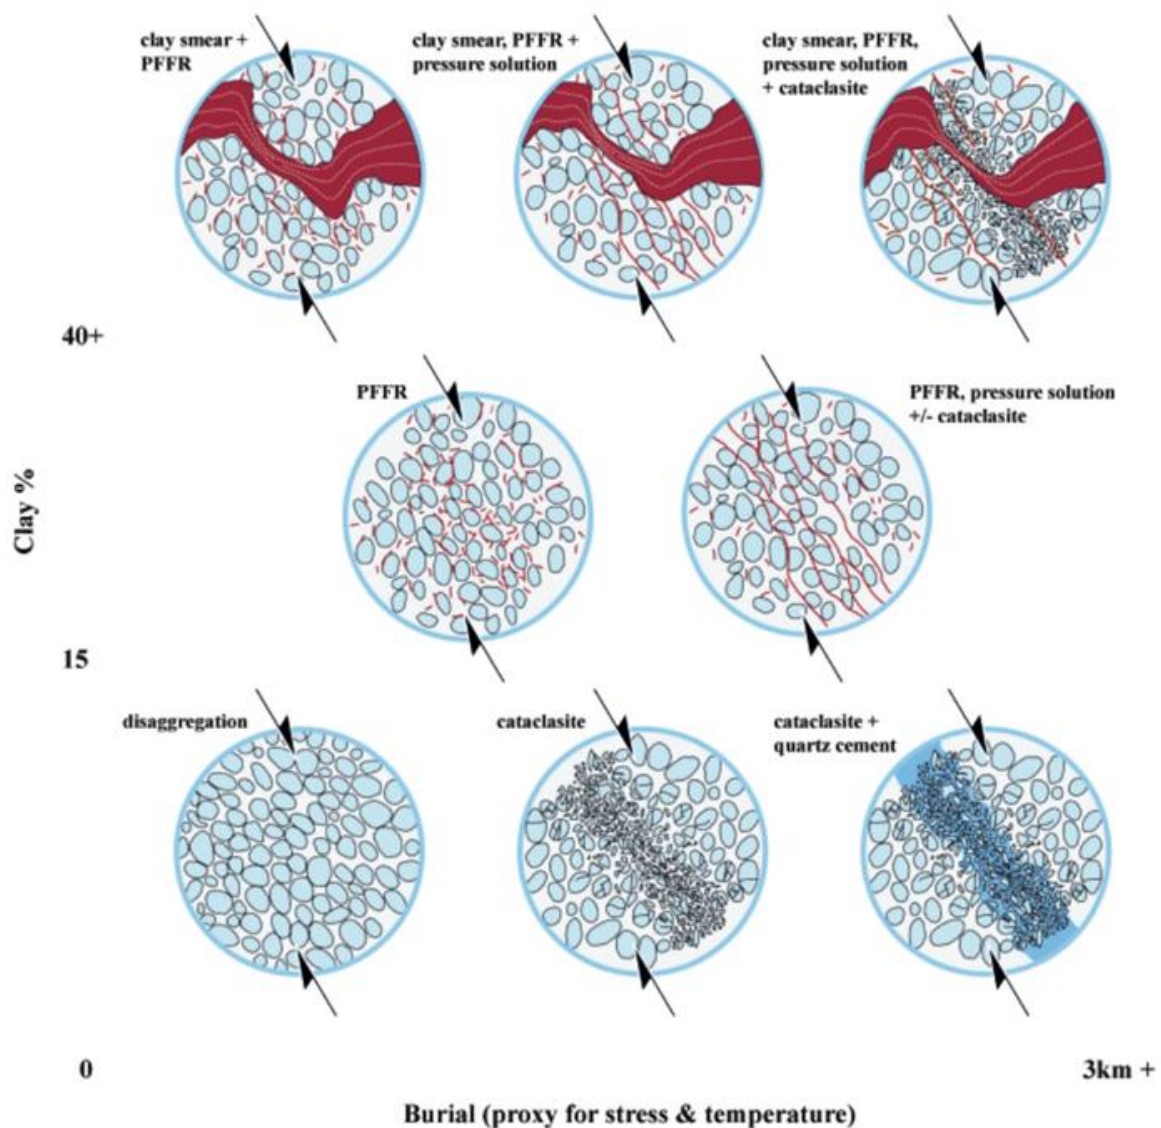 clay smear +
PFFR
clay smear, PFFR +
pressure solution
clay smear, PFFR,
pressure solution
+ cataclasite
40+
PFFR
PFFR, pressure solution
+/- cataclasite
Clay %
15
disaggregation
cataclasite
cataclasite +
quartz cement
0
3km +
Burial (proxy for stress & temperature)